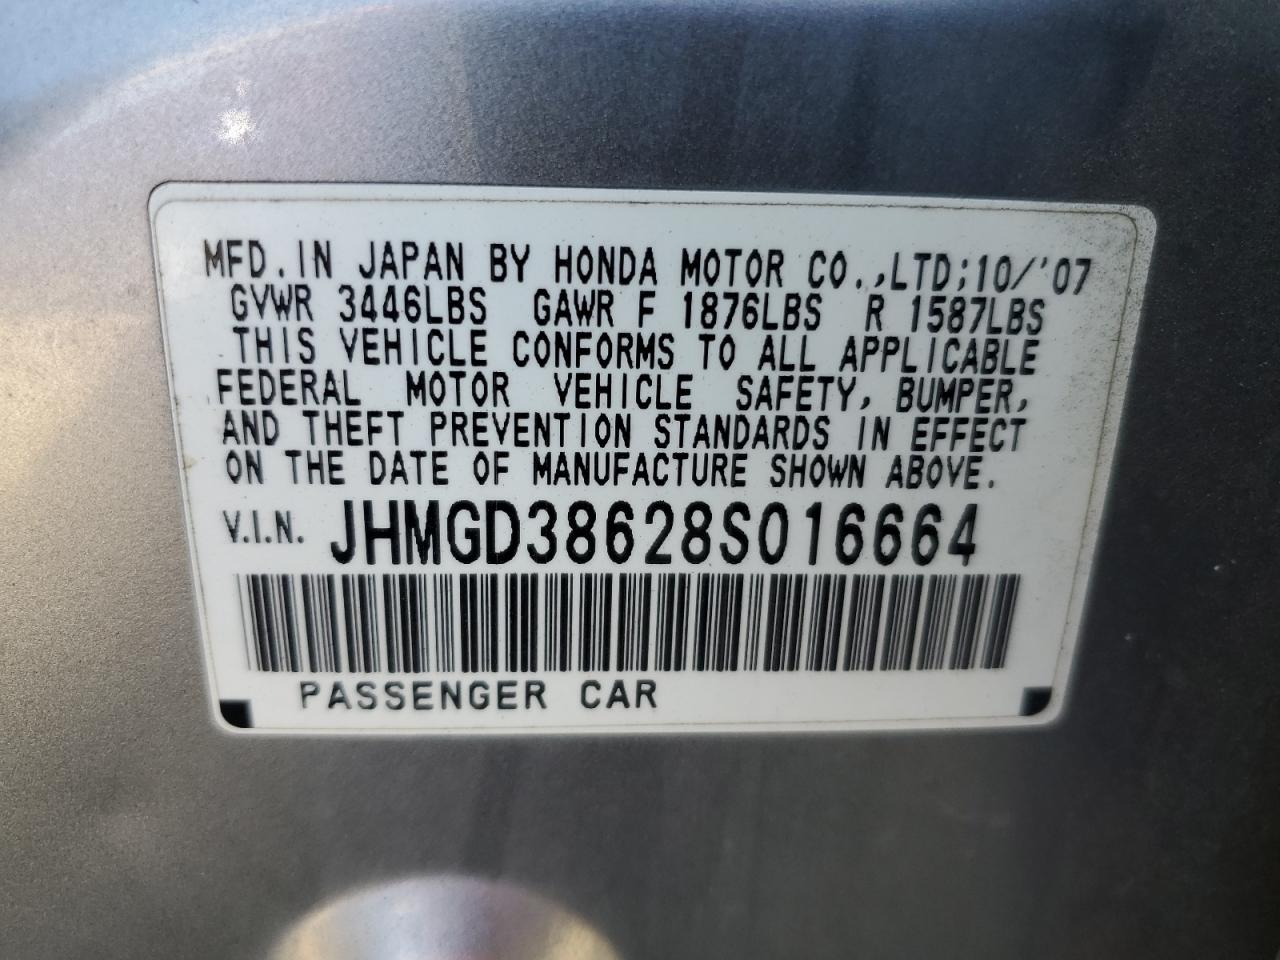 MFD. IN JAPAN BY HONDA MOTOR CO.,LTD;10/'07
GVWR 3446LBS GAWR F 1876LBS R 1587LBS
THIS VEHICLE CONFORMS TO ALL APPLICABLE
FEDERAL MOTOR VEHICLE SAFETY, BUMPER,
AND THEFT PREVENTION STANDARDS IN EFFECT
ON THE DATE OF MANUFACTURE SHOWN ABOVE.
V.I.N. JHMGD38628S016664
PASSENGER CAR